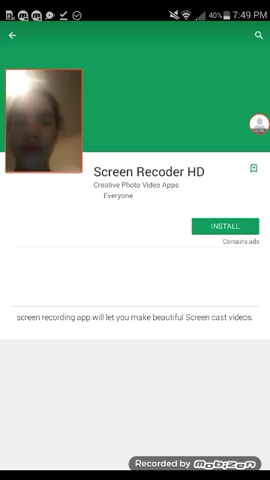 40% 7:49 PM
Screen Recoder HD
Creative Photo Video Apps
Everyone
INSTALL
Contains ads
screen recording app will let you make beautiful Screen cast videos.
Recorded by MOBIZEN